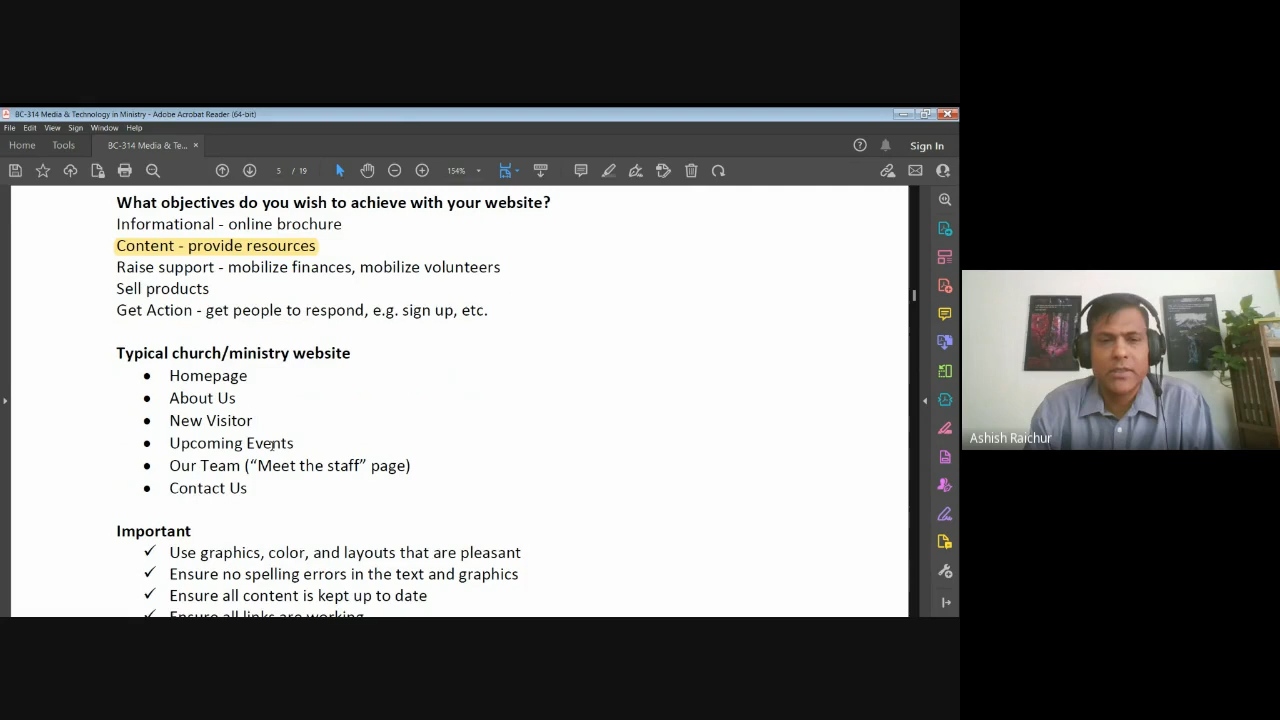 BC-314 Media & Technology in Ministry - Adobe Acrobat Reader (64-bit)
File Edit View Sign Window Help
Home Tools BC-314 Media & Te... × Sign In
5 / 19 154%
What objectives do you wish to achieve with your website?
Informational - online brochure
Content - provide resources
Raise support - mobilize finances, mobilize volunteers
Sell products
Get Action - get people to respond, e.g. sign up, etc.
Typical church/ministry website
• Homepage
• About Us
• New Visitor
• Upcoming Events
• Our Team (“Meet the staff” page)
• Contact Us
Important
✓ Use graphics, color, and layouts that are pleasant
✓ Ensure no spelling errors in the text and graphics
✓ Ensure all content is kept up to date
✓ Ensure all links are working
Ashish Raichur